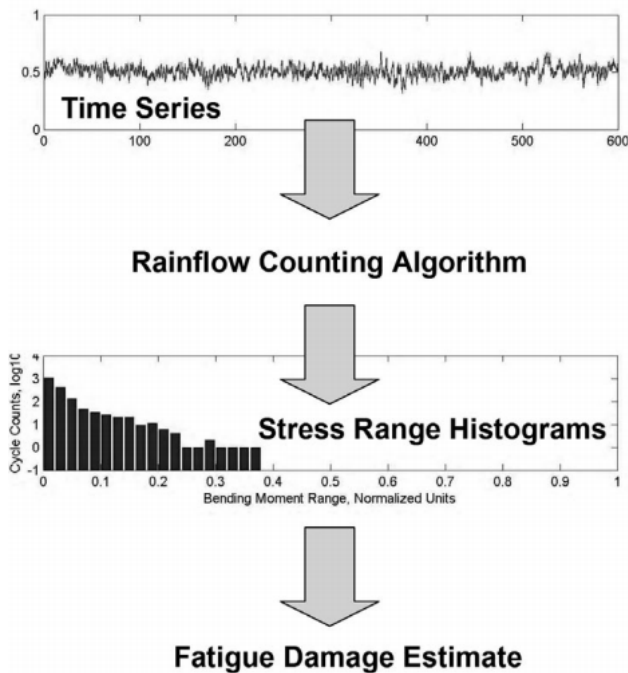 1
0.5
Time Series
0
0 100 200 400 500 600
Rainflow Counting Algorithm
4
3
2
1
0
-1
Cycle Counts, log10
Stress Range Histograms
0 0.1 0.2 0.3 0.4 0.5 0.6 0.7 0.8 0.9 1
Bending Moment Range, Normalized Units
Fatigue Damage Estimate